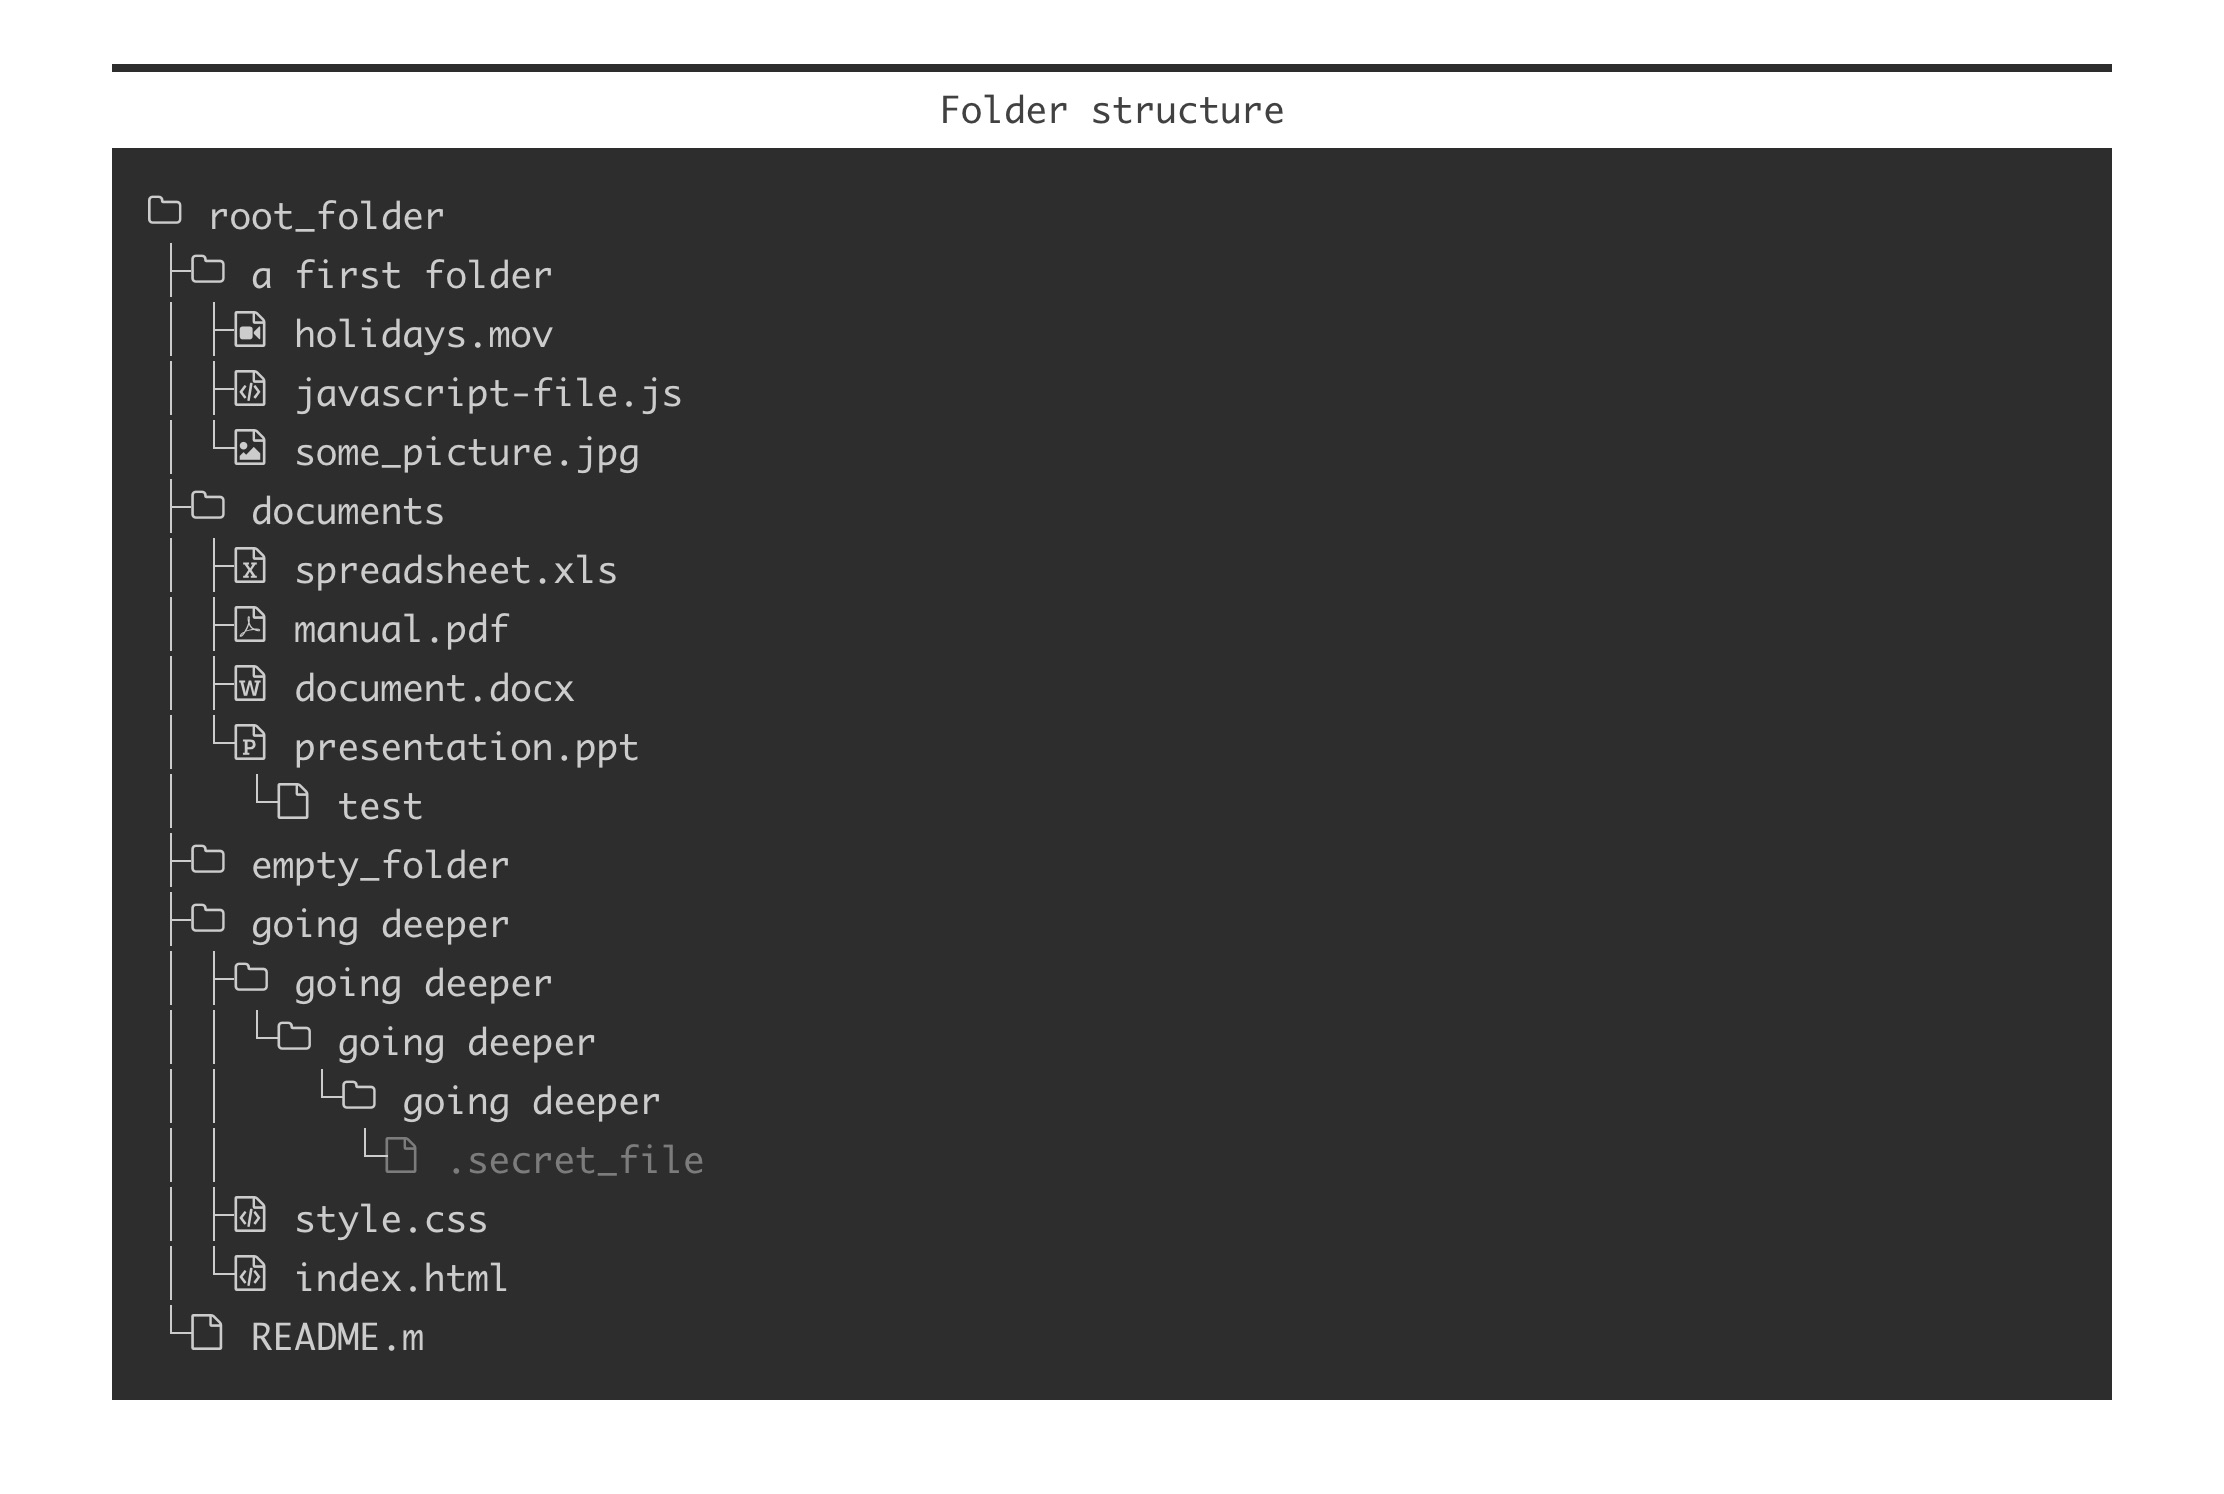 Folder structure
root_folder
a first folder
holidays.mov
javascript-file.js
some_picture.jpg
documents
spreadsheet.xls
manual.pdf
document.docx
presentation.ppt
test
empty_folder
going deeper
going deeper
going deeper
going deeper
.secret_file
style.css
index.html
README.m